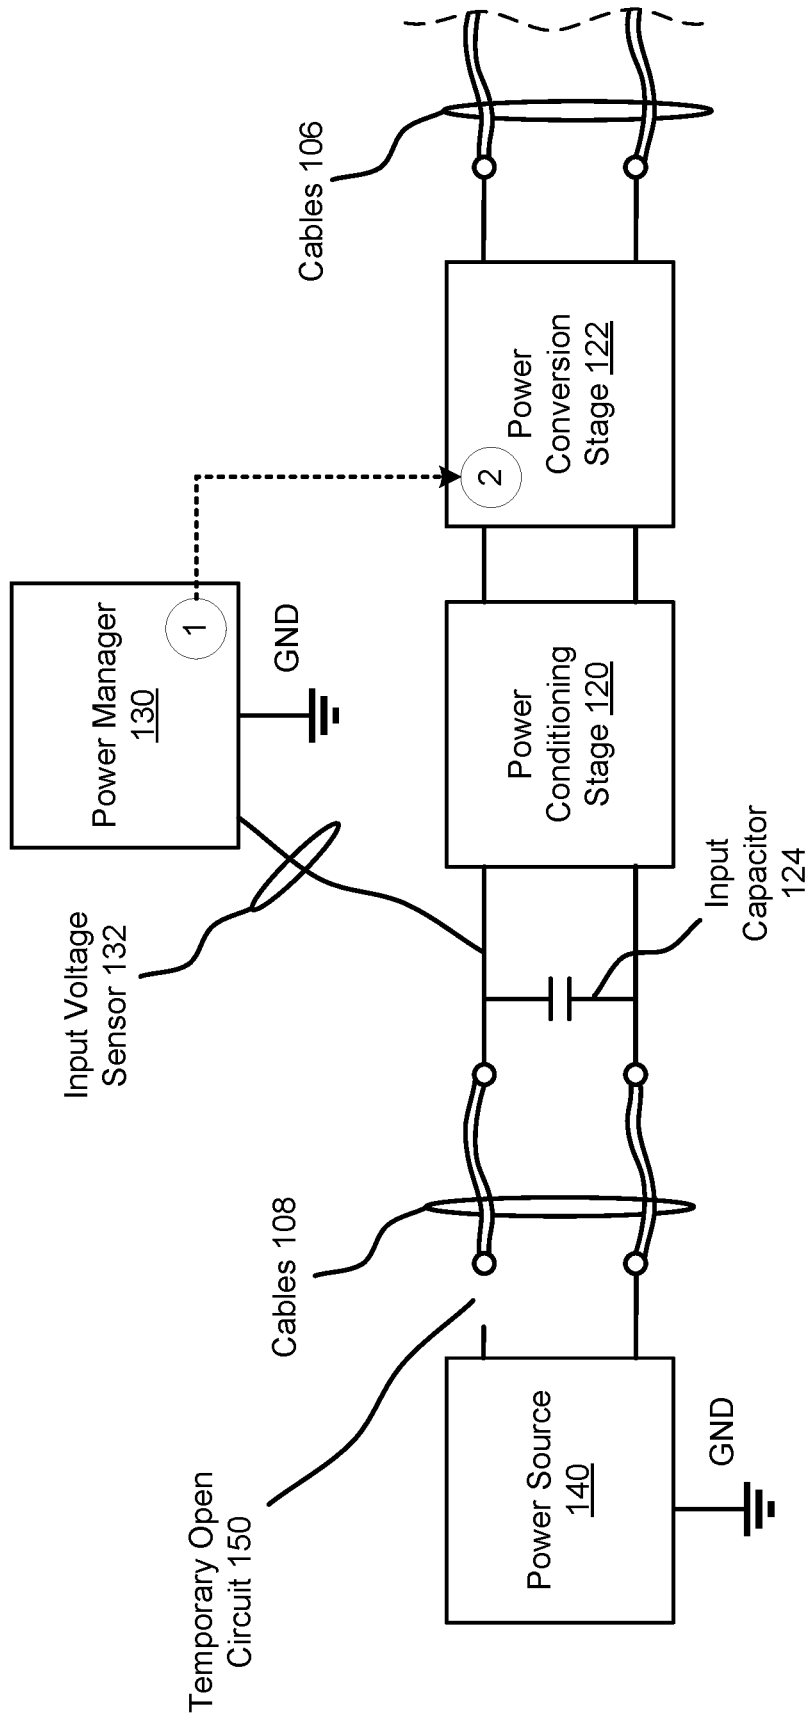 Power Manager
130
1
GND
Input Voltage
Sensor 132
Cables 106
Cables 108
Temporary Open
Circuit 150
Power Source
140
GND
Input
Capacitor
124
Power
Conditioning
Stage 120
2
Power
Conversion
Stage 122